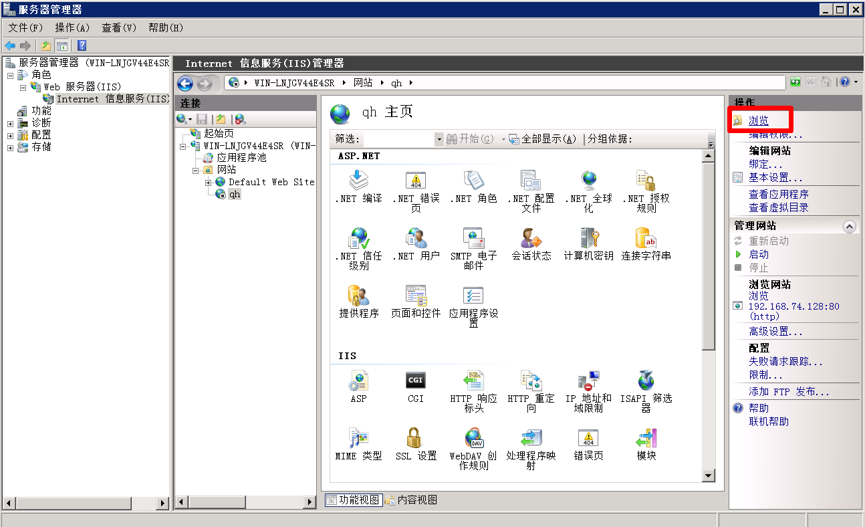 服务器管理器
文件(F) 操作(A) 查看(V) 帮助(H)
服务器管理器 (WIN-LNJGV44E4SR
角色
Web 服务器(IIS)
Internet 信息服务(IIS)
功能
诊断
配置
存储
Internet 信息服务(IIS)管理器
WIN-LNJGV44E4SR 网站 qh
连接
起始页
WIN-LNJGV44E4SR (WIN-
应用程序池
网站
Default Web Site
qh
qh 主页
筛选: 开始(G) 全部显示(A) 分组依据:
ASP.NET
.NET 编译
.NET 错误页
.NET 角色
.NET 配置文件
.NET 全球化
.NET 授权规则
.NET 信任级别
.NET 用户
SMTP 电子邮件
会话状态
计算机密钥
连接字符串
ab
提供程序
页面和控件
应用程序设置
IIS
ASP
CGI
HTTP 响应标头
HTTP 重定向
IP 地址和域限制
ISAPI 筛选器
MIME 类型
SSL 设置
WebDAV 创作规则
处理程序映射
错误页
模块
功能视图 内容视图
操作
浏览
编辑权限...
编辑网站
绑定...
基本设置...
查看应用程序
查看虚拟目录
管理网站
重新启动
启动
停止
浏览网站
浏览
192.168.74.128:80
(http)
高级设置...
配置
失败请求跟踪...
限制...
添加 FTP 发布...
帮助
联机帮助